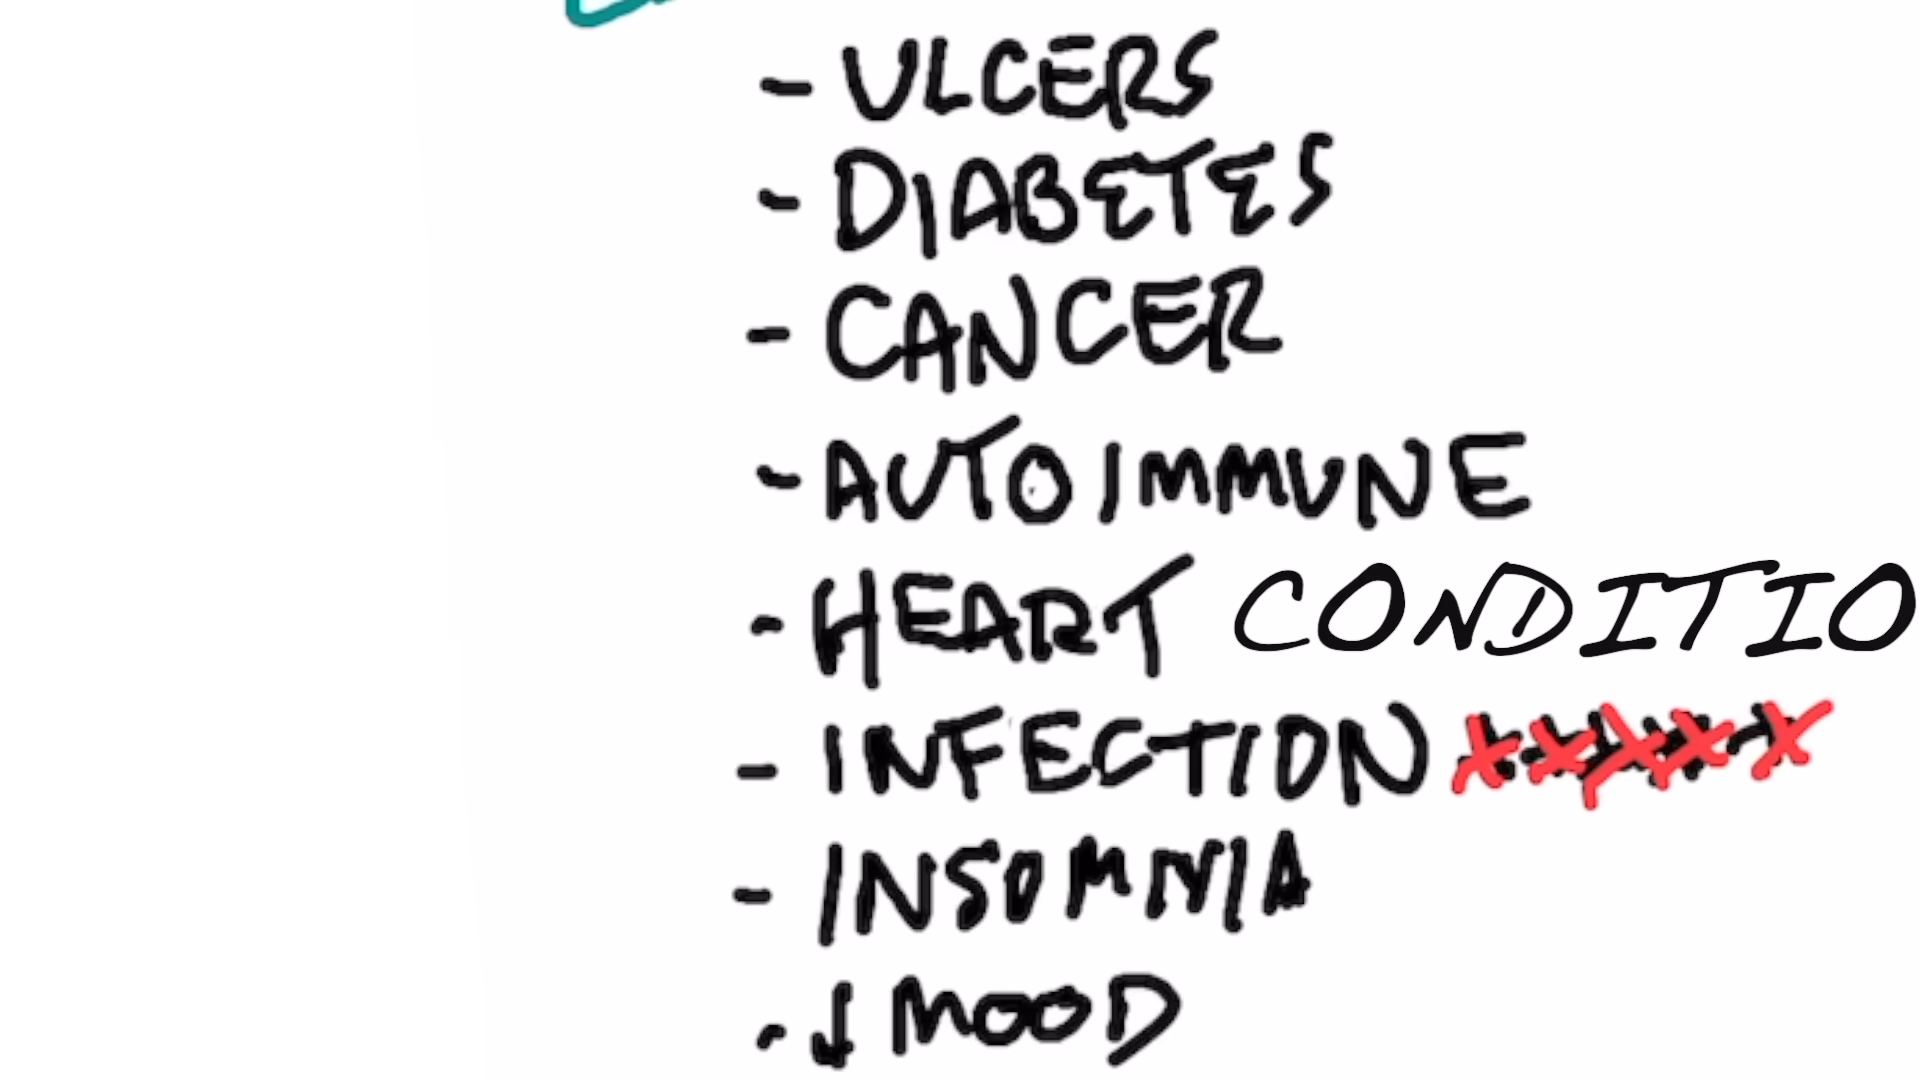 - ULCERS
- DIABETES
- CANCER
- AUTOIMMUNE
- HEART CONDITIO
- INFECTION
- INSOMNIA
- ↓ MOOD